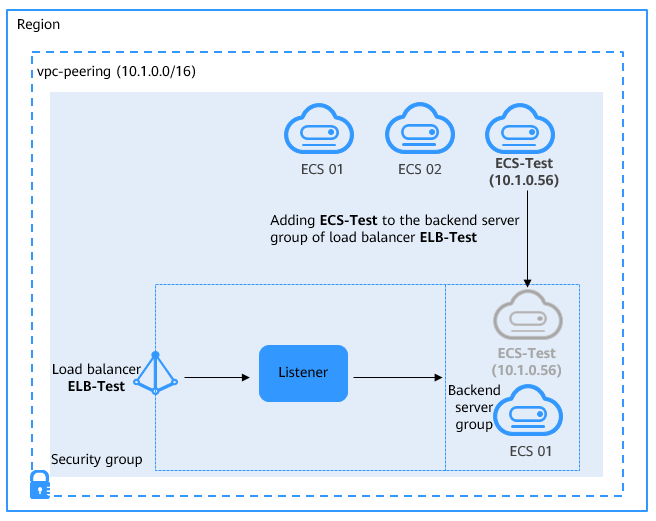 Region
vpc-peering (10.1.0.0/16)
ECS 01
ECS 02
ECS-Test
(10.1.0.56)
Adding ECS-Test to the backend server
group of load balancer ELB-Test
Load balancer
ELB-Test
Listener
ECS-Test
(10.1.0.56)
Backend
server
group
ECS 01
Security group